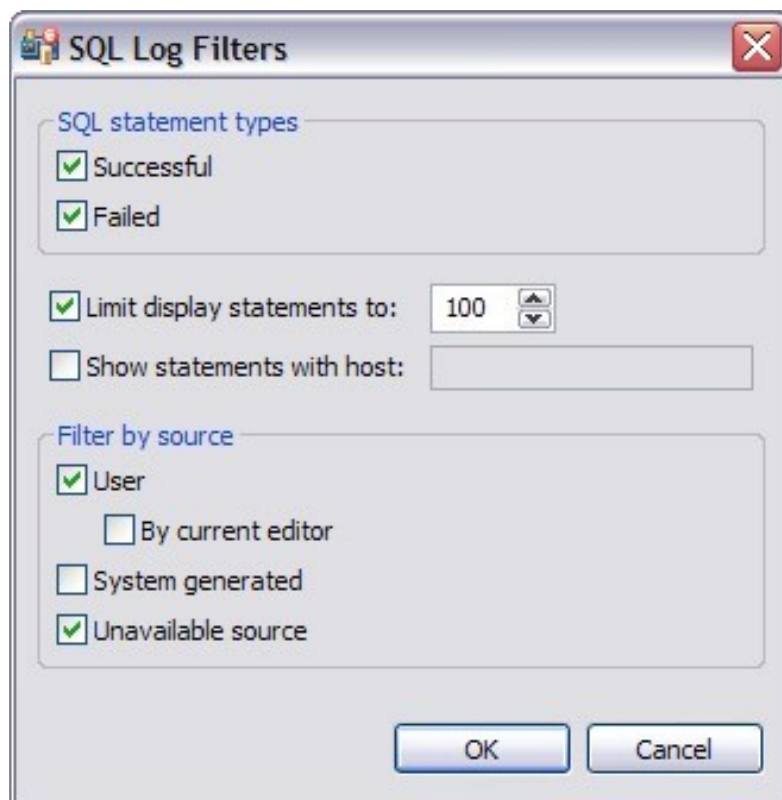 SQL Log Filters
SQL statement types
Successful
Failed
Limit display statements to: 100
Show statements with host:
Filter by source
User
By current editor
System generated
Unavailable source
OK Cancel